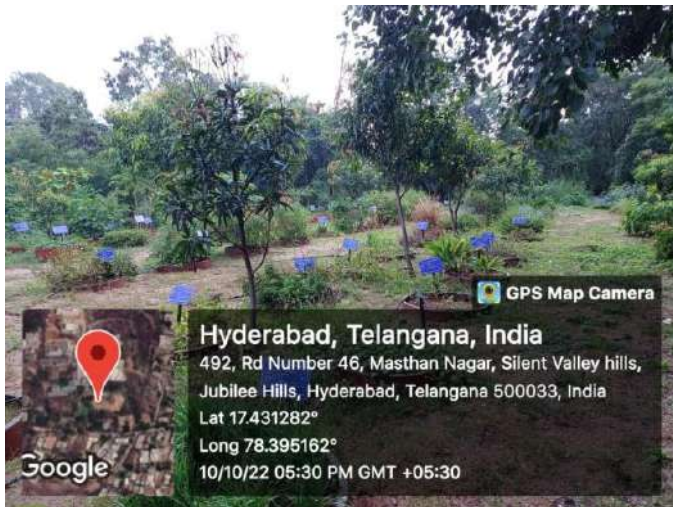 GPS Map Camera
Hyderabad, Telangana, India
492, Rd Number 46, Masthan Nagar, Silent Valley hills,
Jubilee Hills, Hyderabad, Telangana 500033, India
Lat 17.431282°
Long 78.395162°
10/10/22 05:30 PM GMT +05:30
Google